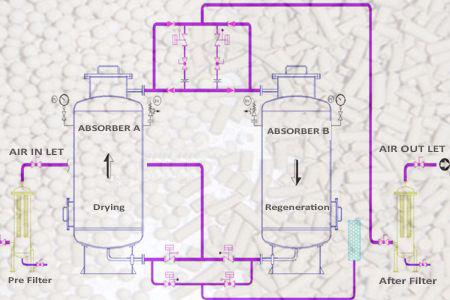 ABSORBER A
ABSORBER B
AIR IN LET
AIR OUT LET
Drying
Regeneration
Pre Filter
After Filter